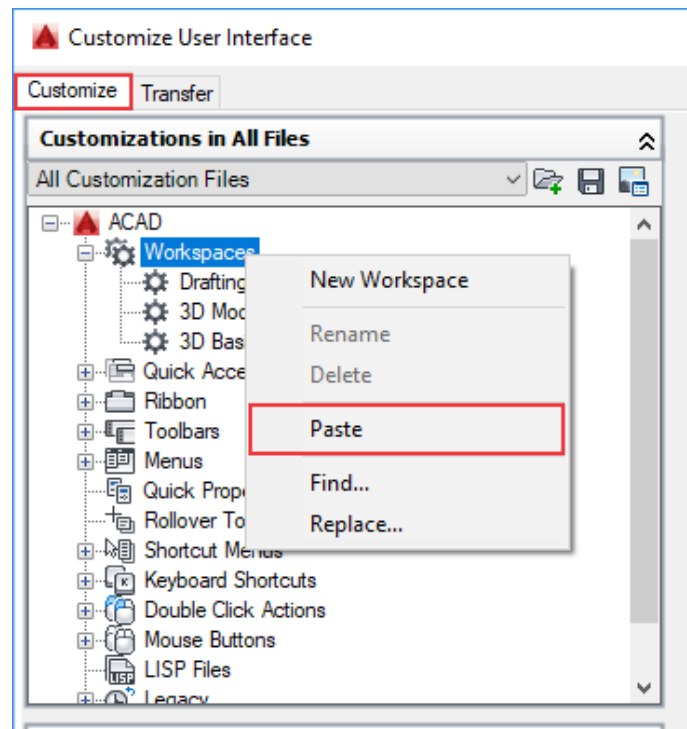 Customize User Interface
Customize Transfer
Customizations in All Files
All Customization Files
ACAD
Workspaces
Drafting
3D Mod
3D Bas
Quick Acce
Ribbon
Toolbars
Menus
Quick Prop
Rollover To
Shortcut Menus
Keyboard Shortcuts
Double Click Actions
Mouse Buttons
LISP Files
Legacy
New Workspace
Rename
Delete
Paste
Find...
Replace...